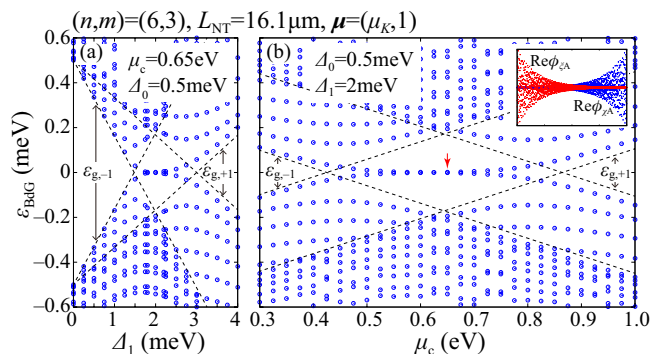 (n,m)=(6,3), L_NT=16.1μm, μ=(μ_K,1)
(a)
μ_c=0.65eV
Δ_0=0.5meV
(b)
Δ_0=0.5meV
Δ_1=2meV
Reϕ_ξA
Reϕ_χA
ε_BdG (meV)
0.6
0.4
0.2
0
−0.2
−0.4
−0.6
ε_g,−1
ε_g,+1
ε_g,−1
ε_g,+1
0 1 2 3 4
Δ_1 (meV)
0.3 0.4 0.5 0.6 0.7 0.8 0.9 1.0
μ_c (eV)